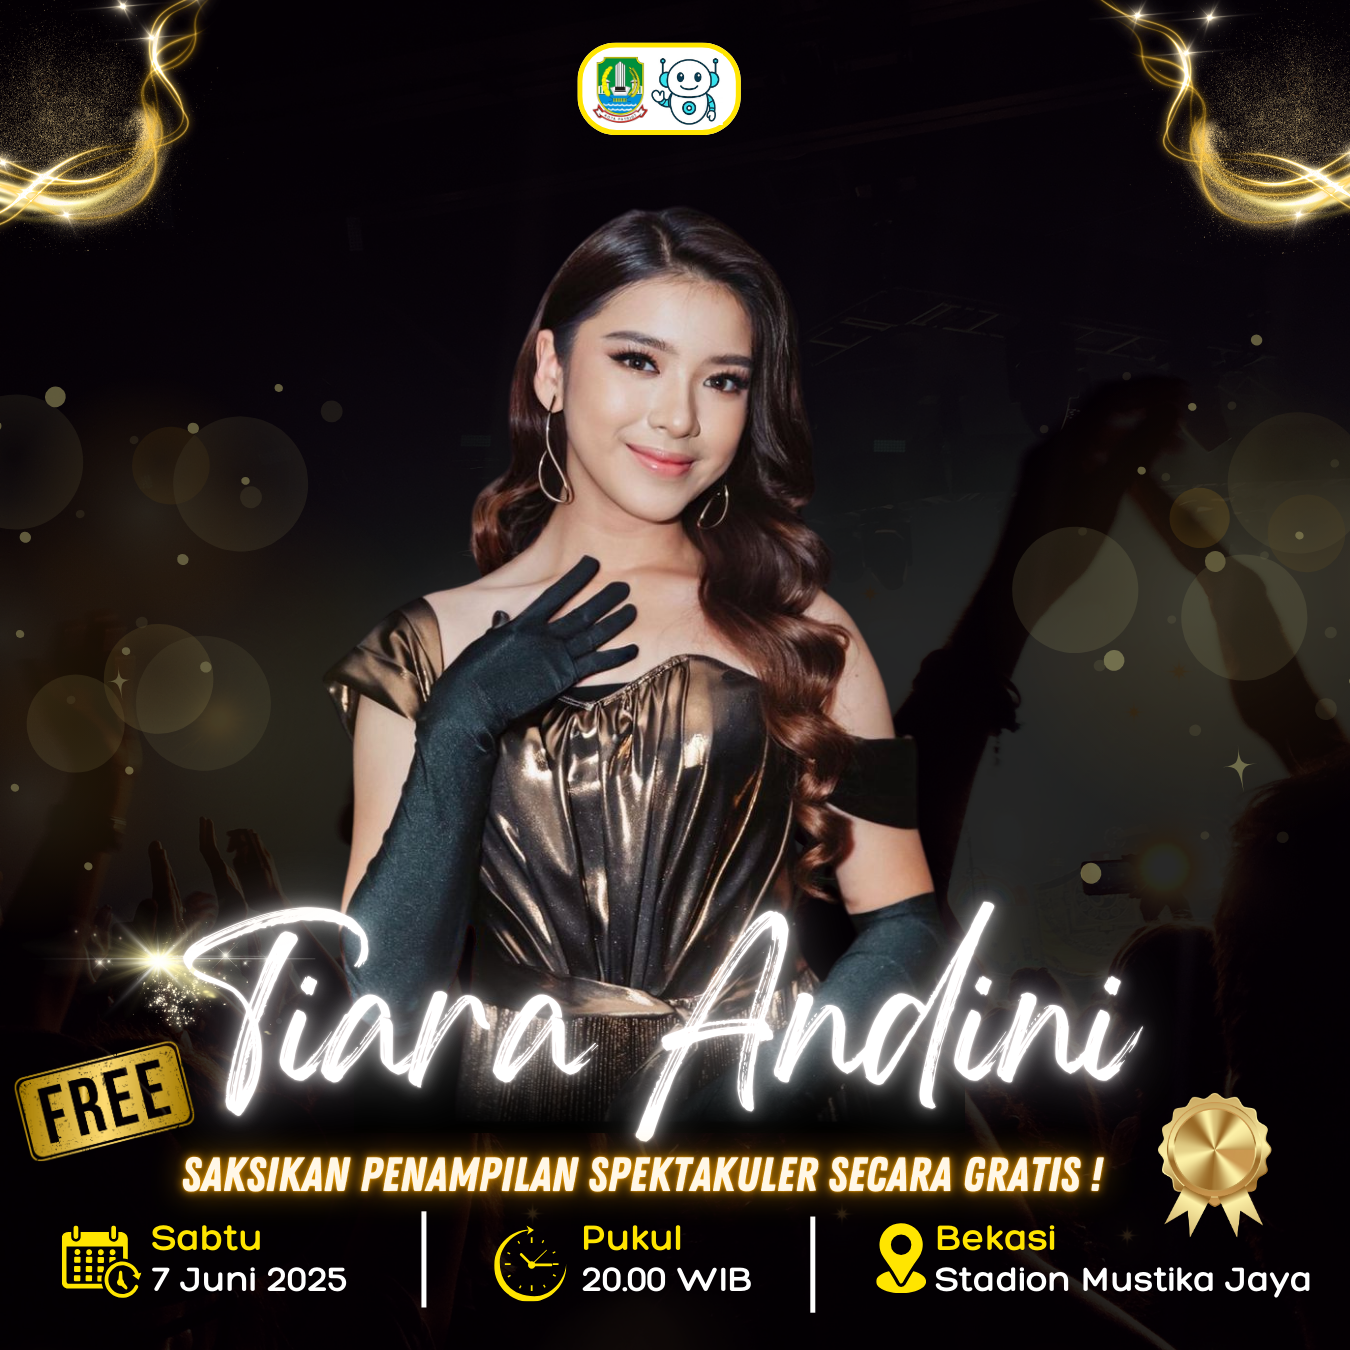 Tiara Andini
FREE
SAKSIKAN PENAMPILAN SPEKTAKULER SECARA GRATIS !
Sabtu
7 Juni 2025
Pukul
20.00 WIB
Bekasi
Stadion Mustika Jaya